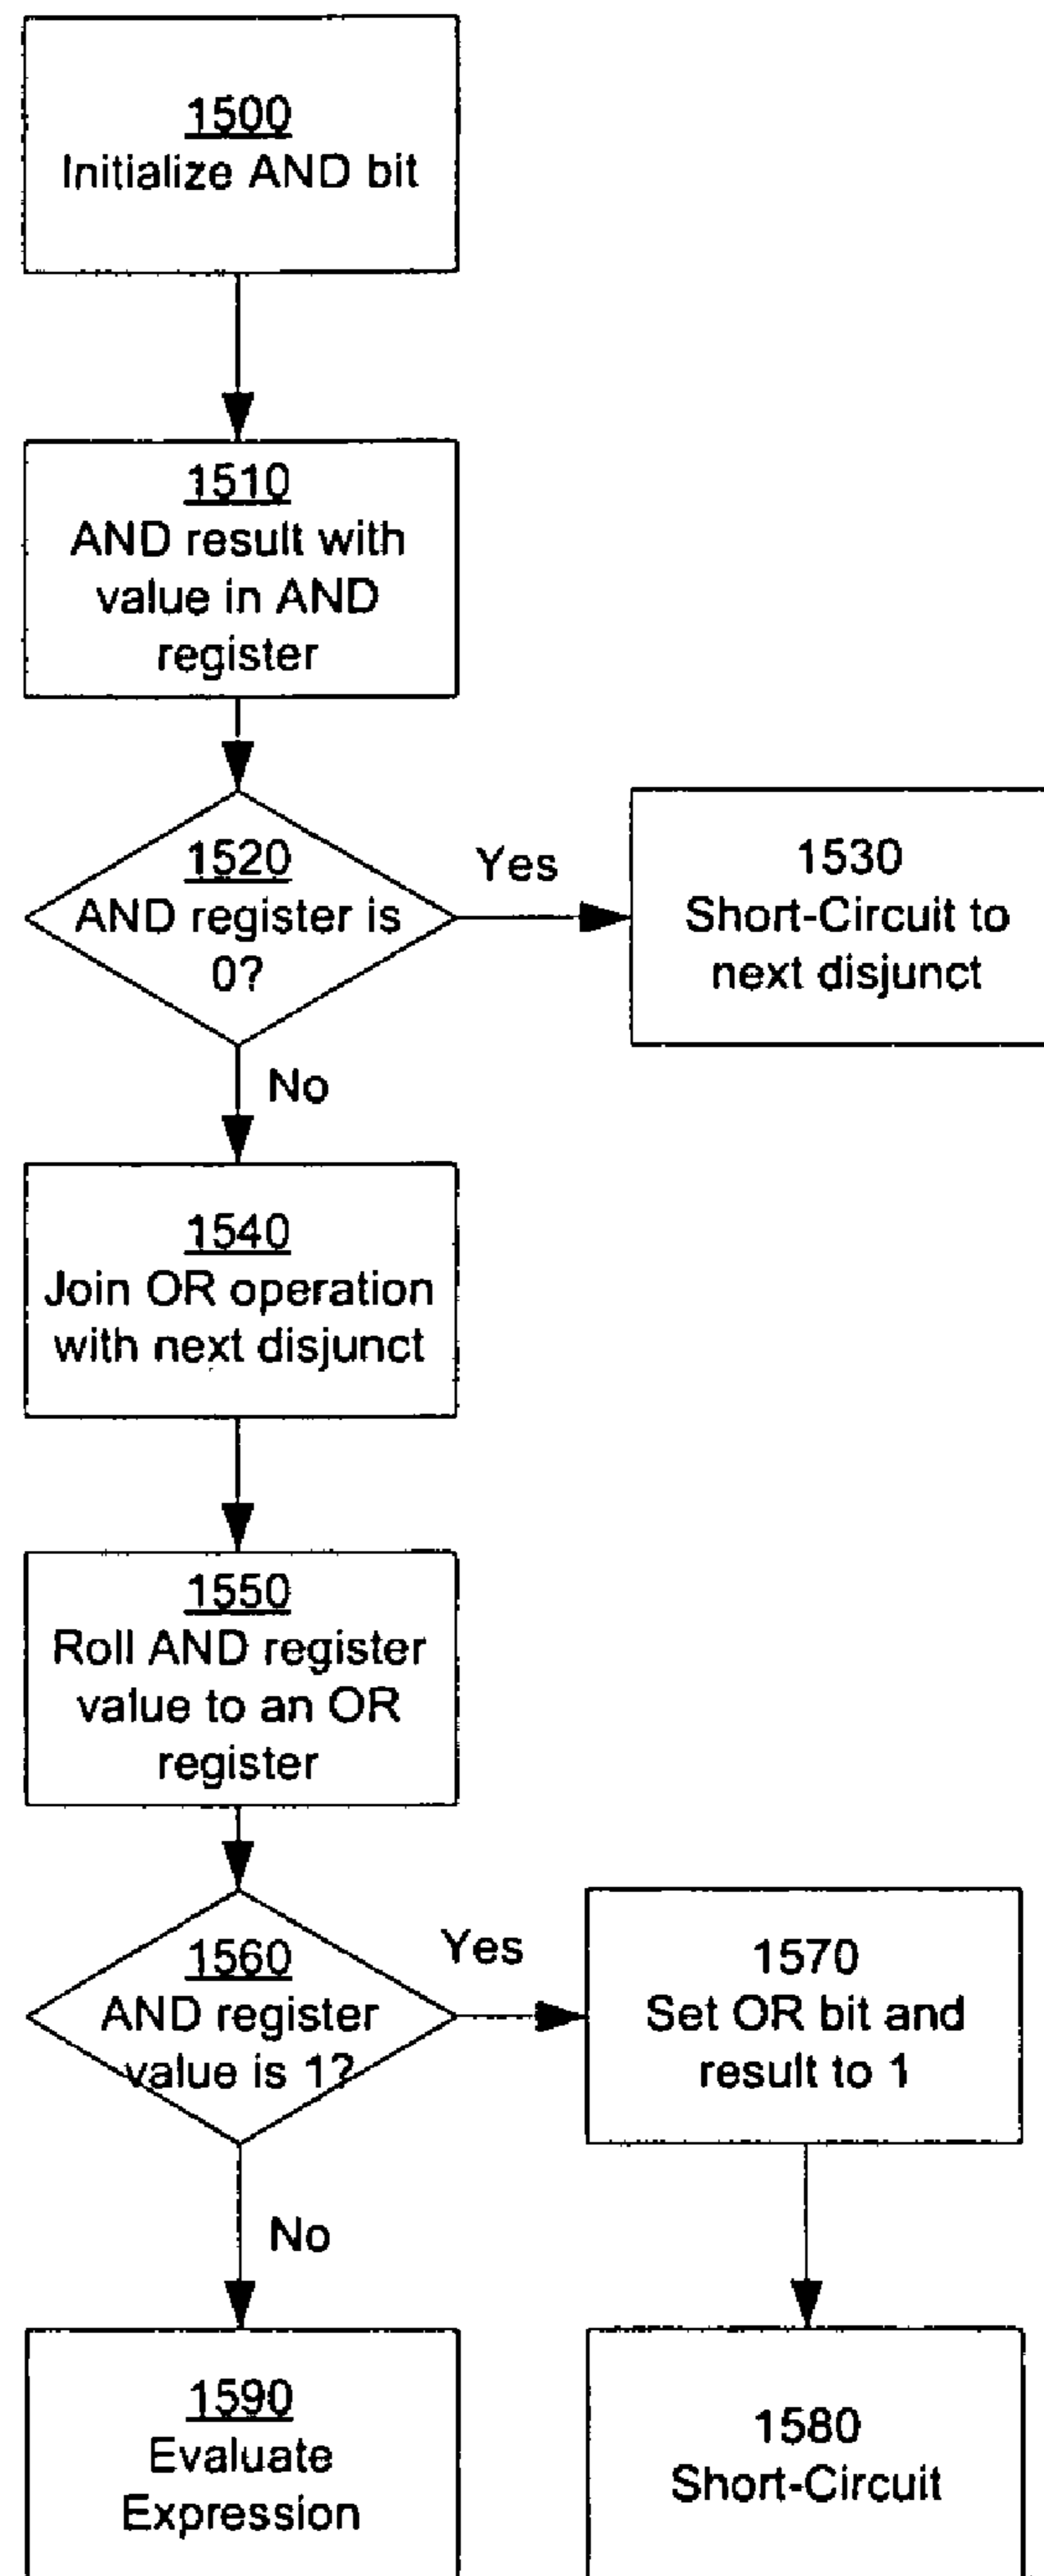 1500
Initialize AND bit
1510
AND result with
value in AND
register
1520
AND register is
0?
Yes
1530
Short-Circuit to
next disjunct
No
1540
Join OR operation
with next disjunct
1550
Roll AND register
value to an OR
register
1560
AND register
value is 1?
Yes
1570
Set OR bit and
result to 1
No
1590
Evaluate
Expression
1580
Short-Circuit